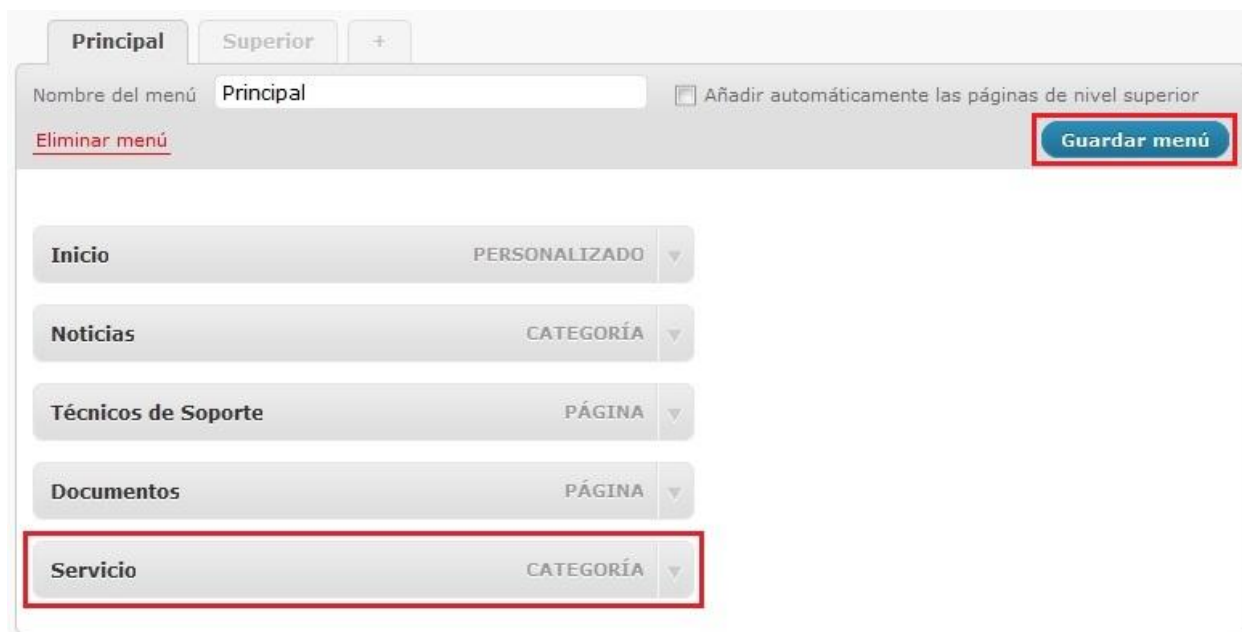 Principal Superior +
Nombre del menú Principal Añadir automáticamente las páginas de nivel superior
Eliminar menú Guardar menú
Inicio PERSONALIZADO
Noticias CATEGORÍA
Técnicos de Soporte PÁGINA
Documentos PÁGINA
Servicio CATEGORÍA